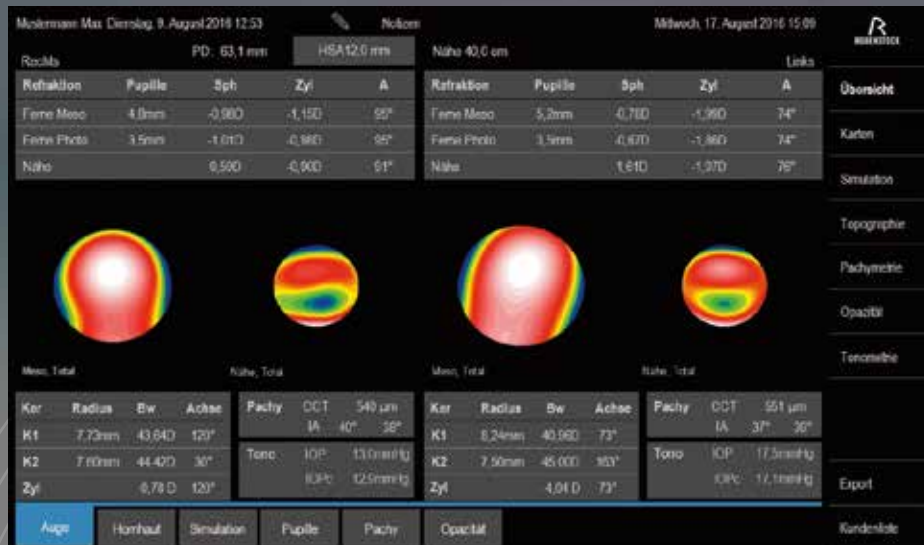 Mustermann Max Dienstag, 9. August 2016 12:53 Notizen Mittwoch, 17. August 2016 15:09
RODENSTOCK
Rechts PD: 63,1 mm HSA12,0 mm Nähe 40,0 cm Links
Refraktion Pupille Sph Zyl A Refraktion Pupille Sph Zyl A
Ferne Meso 4,8mm -0,98D -1,15D 95° Ferne Meso 5,2mm -0,78D -1,99D 74°
Ferne Photo 3,5mm -1,01D -0,98D 95° Ferne Photo 3,5mm -0,67D -1,86D 74°
Nähe 0,59D -0,90D 91° Nähe 1,61D -1,97D 76°
Übersicht
Karten
Simulation
Topographie
Pachymetrie
Opazität
Tonometrie
Meso, Total Nähe, Total Meso, Total Nähe, Total
Ker Radius Bw Achse Pachy CCT 540 µm Ker Radius Bw Achse Pachy CCT 551 µm
IA 40° 38° IA 37° 36°
K1 7,73mm 43,64D 120° K1 8,24mm 40,96D 73°
Tono IOP 13,0mmHg Tono IOP 17,5mmHg
K2 7,60mm 44,42D 30° K2 7,50mm 45,00D 163°
IOPc 12,9mmHg IOPc 17,1mmHg
Zyl 0,78 D 120° Zyl 4,04 D 73°
Export
Auge Hornhaut Simulation Pupille Pachy Opazität Kundenliste